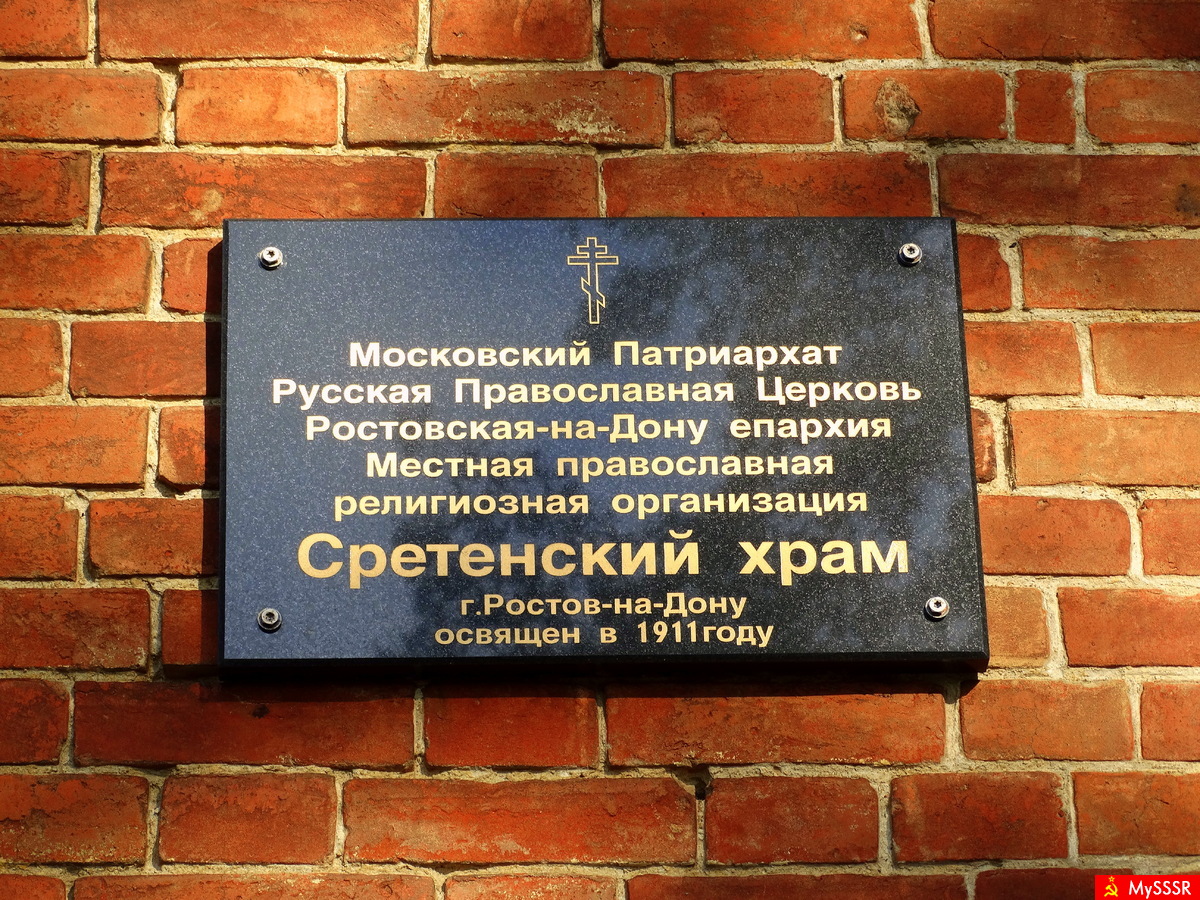 Московский Патриархат
Русская Православная Церковь
Ростовская-на-Дону епархия
Местная православная
религиозная организация
Сретенский храм
г.Ростов-на-Дону
освящен в 1911году
MySSSR